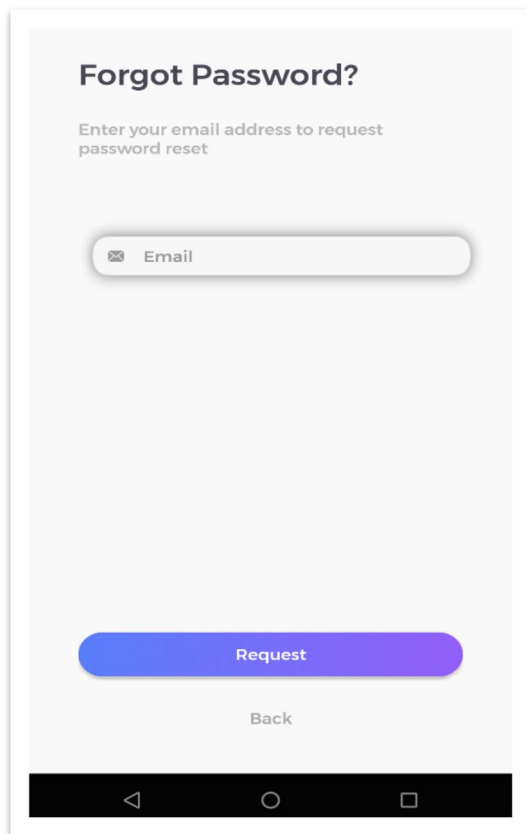 Forgot Password?
Enter your email address to request
password reset
Email
Request
Back